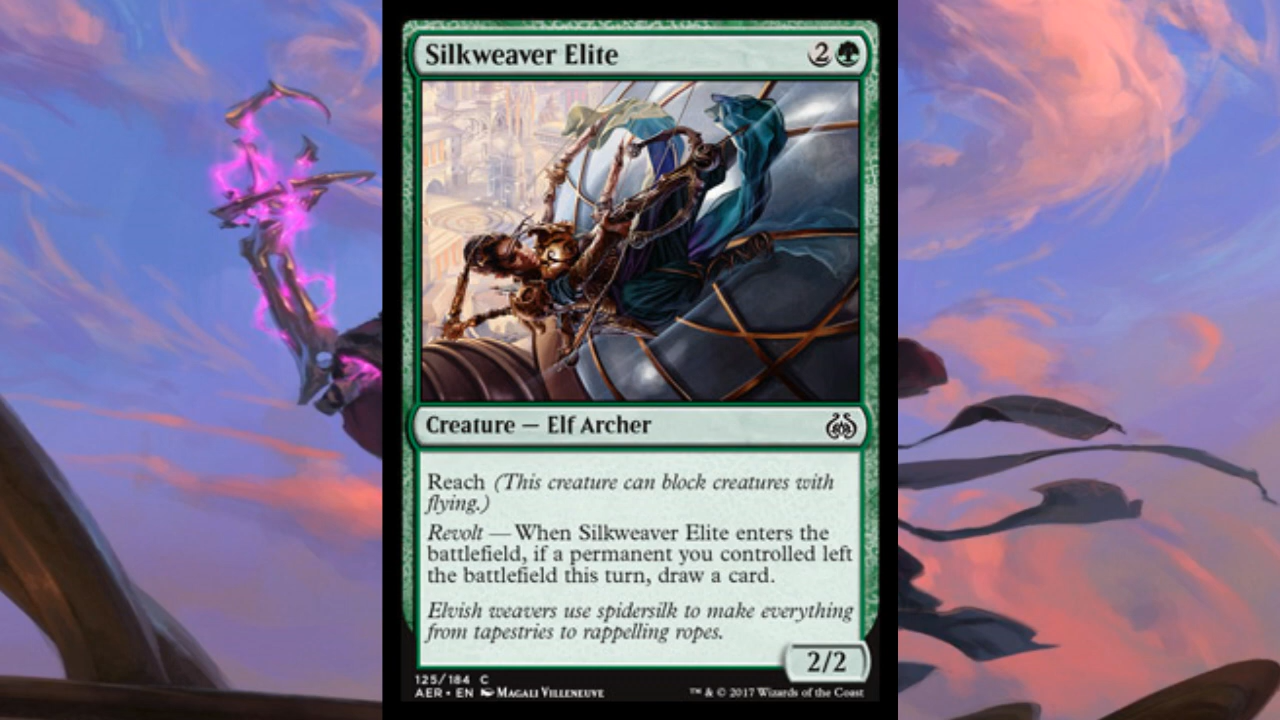 Silkweaver Elite 2
Creature — Elf Archer
Reach (This creature can block creatures with
flying.)
Revolt — When Silkweaver Elite enters the
battlefield, if a permanent you controlled left
the battlefield this turn, draw a card.
Elvish weavers use spidersilk to make everything
from tapestries to rappelling ropes.
2/2
125/184 C
AER • EN Magali Villeneuve ™ & © 2017 Wizards of the Coast